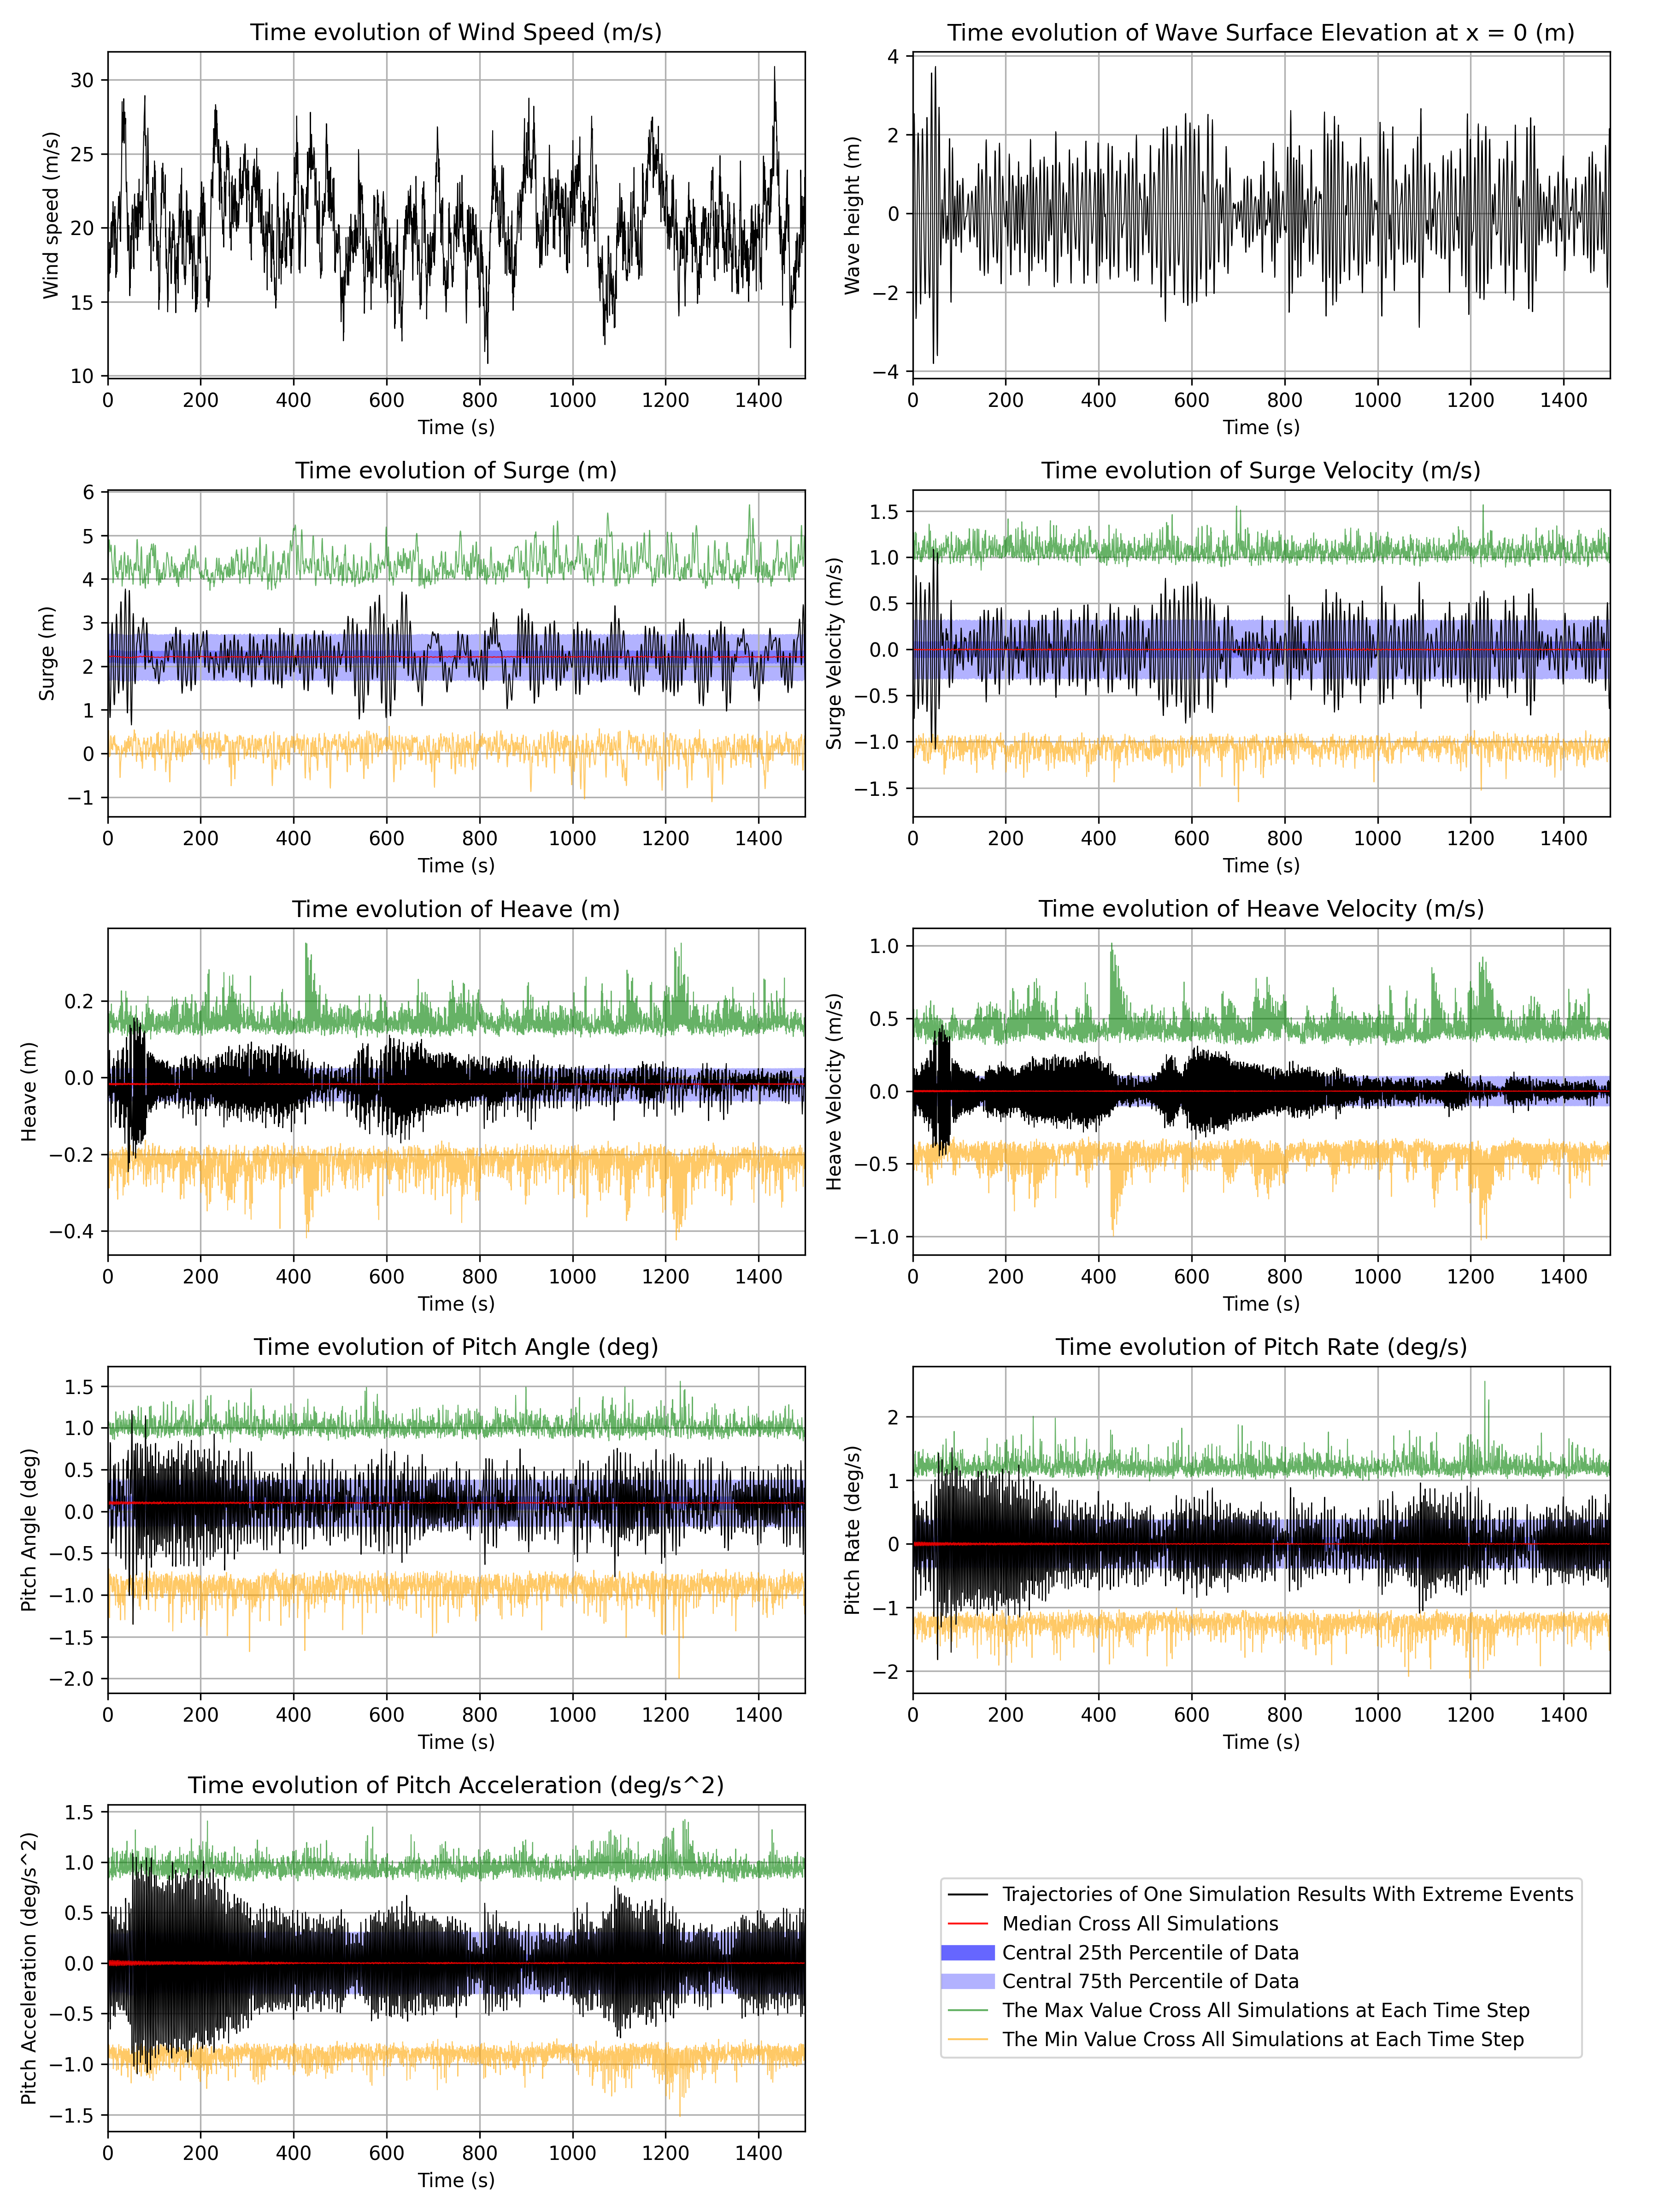 Time evolution of Wind Speed (m/s)
Wind speed (m/s)
30
25
20
15
10
0 200 400 600 800 1000 1200 1400
Time (s)
Time evolution of Wave Surface Elevation at x = 0 (m)
Wave height (m)
4
2
0
−2
−4
0 200 400 600 800 1000 1200 1400
Time (s)
Time evolution of Surge (m)
Surge (m)
6
5
4
3
2
1
0
−1
0 200 400 600 800 1000 1200 1400
Time (s)
Time evolution of Surge Velocity (m/s)
Surge Velocity (m/s)
1.5
1.0
0.5
0.0
−0.5
−1.0
−1.5
0 200 400 600 800 1000 1200 1400
Time (s)
Time evolution of Heave (m)
Heave (m)
0.2
0.0
−0.2
−0.4
0 200 400 600 800 1000 1200 1400
Time (s)
Time evolution of Heave Velocity (m/s)
Heave Velocity (m/s)
1.0
0.5
0.0
−0.5
−1.0
0 200 400 600 800 1000 1200 1400
Time (s)
Time evolution of Pitch Angle (deg)
Pitch Angle (deg)
1.5
1.0
0.5
0.0
−0.5
−1.0
−1.5
−2.0
0 200 400 600 800 1000 1200 1400
Time (s)
Time evolution of Pitch Rate (deg/s)
Pitch Rate (deg/s)
2
1
0
−1
−2
0 200 400 600 800 1000 1200 1400
Time (s)
Time evolution of Pitch Acceleration (deg/s^2)
Pitch Acceleration (deg/s^2)
1.5
1.0
0.5
0.0
−0.5
−1.0
−1.5
0 200 400 600 800 1000 1200 1400
Time (s)
Trajectories of One Simulation Results With Extreme Events
Median Cross All Simulations
Central 25th Percentile of Data
Central 75th Percentile of Data
The Max Value Cross All Simulations at Each Time Step
The Min Value Cross All Simulations at Each Time Step